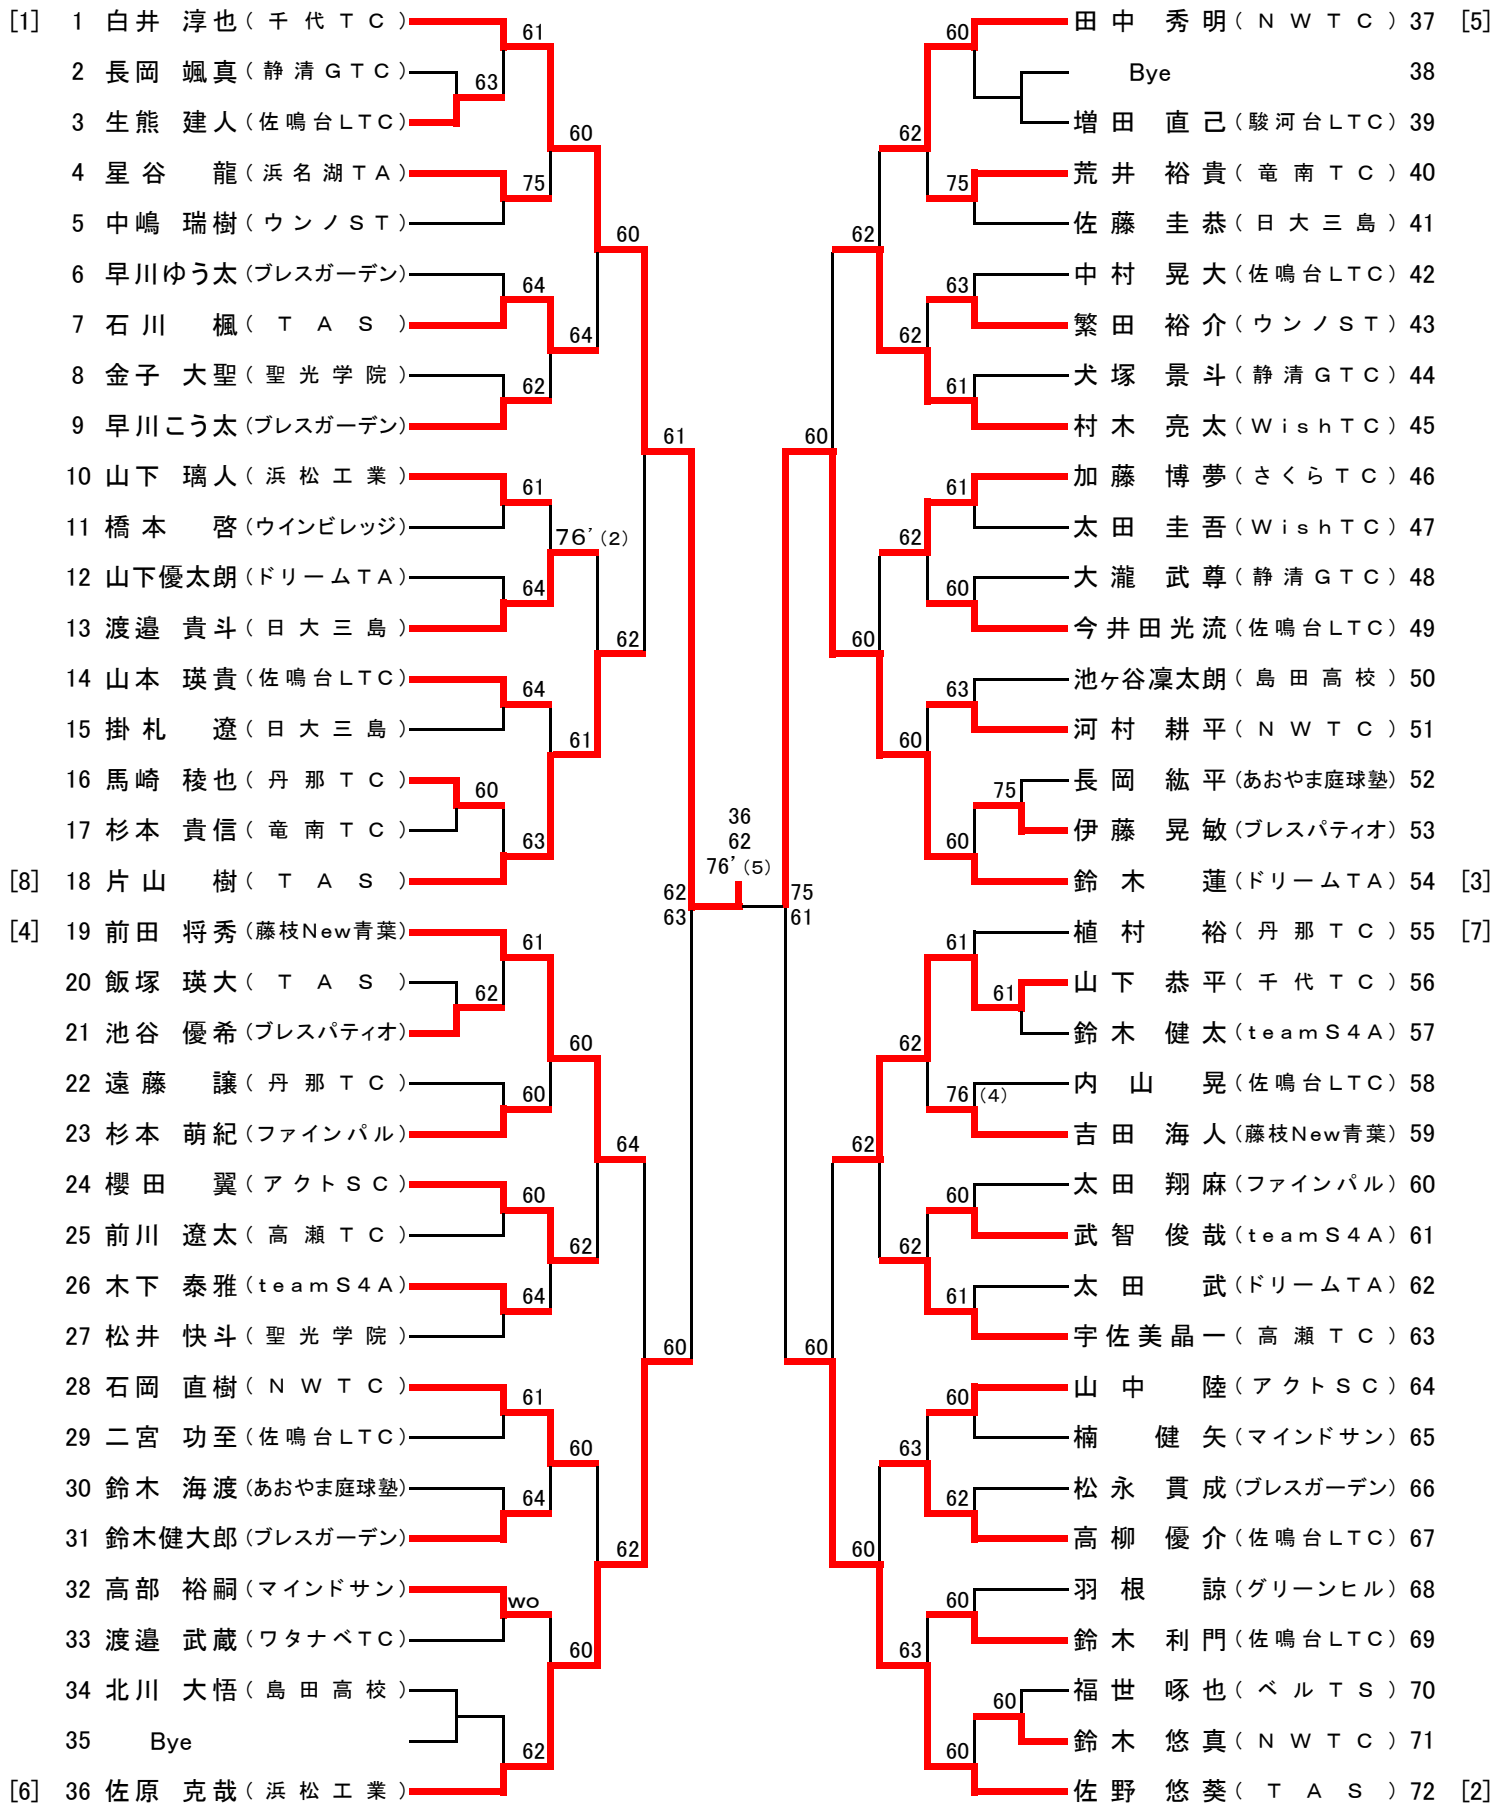 [1] 1 白井 淳也(千代TC)
61
2 長岡 颯真(静清GTC)
63
3 生熊 建人(佐鳴台LTC)
60
4 星谷 龍(浜名湖TA)
75
5 中嶋 瑞樹(ウンノST)
60
6 早川ゆう太(ブレスガーデン)
64
7 石川 楓(TAS)
64
8 金子 大聖(聖光学院)
62
9 早川こう太(ブレスガーデン)
61
10 山下 璃人(浜松工業)
61
11 橋本 啓(ウインビレッジ)
76'(2)
12 山下優太朗(ドリームTA)
64
13 渡邉 貴斗(日大三島)
62
14 山本 瑛貴(佐鳴台LTC)
64
15 掛札 遼(日大三島)
61
16 馬崎 稜也(丹那TC)
60
17 杉本 貴信(竜南TC)
63
[8] 18 片山 樹(TAS)
62
63
[4] 19 前田 将秀(藤枝New青葉)
61
20 飯塚 瑛大(TAS)
62
21 池谷 優希(ブレスパティオ)
60
22 遠藤 譲(丹那TC)
60
23 杉本 萌紀(ファインパル)
64
24 櫻田 翼(アクトSC)
60
25 前川 遼太(高瀬TC)
62
26 木下 泰雅(teamS4A)
64
27 松井 快斗(聖光学院)
60
28 石岡 直樹(NWTC)
61
29 二宮 功至(佐鳴台LTC)
60
30 鈴木 海渡(あおやま庭球塾)
64
31 鈴木健大郎(ブレスガーデン)
62
32 高部 裕嗣(マインドサン)
wo
33 渡邉 武蔵(ワタナベTC)
60
34 北川 大悟(島田高校)
35 Bye
62
[6] 36 佐原 克哉(浜松工業)
36
62
76'(5)
田中 秀明(NWTC) 37 [5]
60
Bye 38
増田 直己(駿河台LTC) 39
62
荒井 裕貴(竜南TC) 40
75
佐藤 圭恭(日大三島) 41
62
中村 晃大(佐鳴台LTC) 42
63
繁田 裕介(ウンノST) 43
62
犬塚 景斗(静清GTC) 44
61
村木 亮太(WishTC) 45
60
加藤 博夢(さくらTC) 46
61
太田 圭吾(WishTC) 47
62
大瀧 武尊(静清GTC) 48
60
今井田光流(佐鳴台LTC) 49
60
池ヶ谷凜太朗(島田高校) 50
63
河村 耕平(NWTC) 51
60
長岡 紘平(あおやま庭球塾) 52
75
伊藤 晃敏(ブレスパティオ) 53
60
鈴木 蓮(ドリームTA) 54 [3]
75
61
植村 裕(丹那TC) 55 [7]
61
山下 恭平(千代TC) 56
61
鈴木 健太(teamS4A) 57
62
内山 晃(佐鳴台LTC) 58
76(4)
吉田 海人(藤枝New青葉) 59
62
太田 翔麻(ファインパル) 60
60
武智 俊哉(teamS4A) 61
62
太田 武(ドリームTA) 62
61
宇佐美晶一(高瀬TC) 63
60
山中 陸(アクトSC) 64
60
楠 健矢(マインドサン) 65
63
松永 貫成(ブレスガーデン) 66
62
高柳 優介(佐鳴台LTC) 67
60
羽根 諒(グリーンヒル) 68
60
鈴木 利門(佐鳴台LTC) 69
63
福世 啄也(ベルTS) 70
60
鈴木 悠真(NWTC) 71
60
佐野 悠葵(TAS) 72 [2]